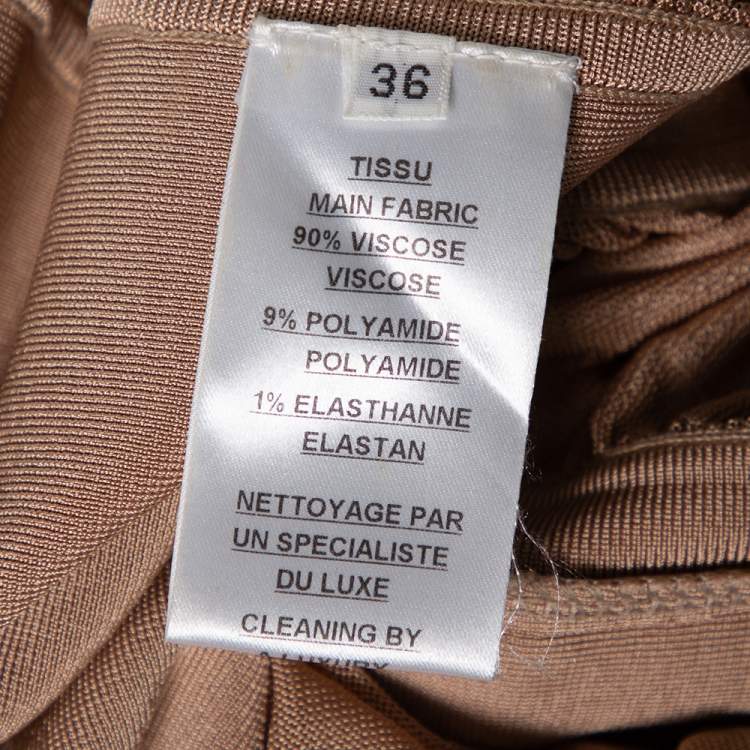 36
TISSU
MAIN FABRIC
90% VISCOSE
VISCOSE
9% POLYAMIDE
POLYAMIDE
1% ELASTHANNE
ELASTAN
NETTOYAGE PAR
UN SPECIALISTE
DU LUXE
CLEANING BY
A LUXURY